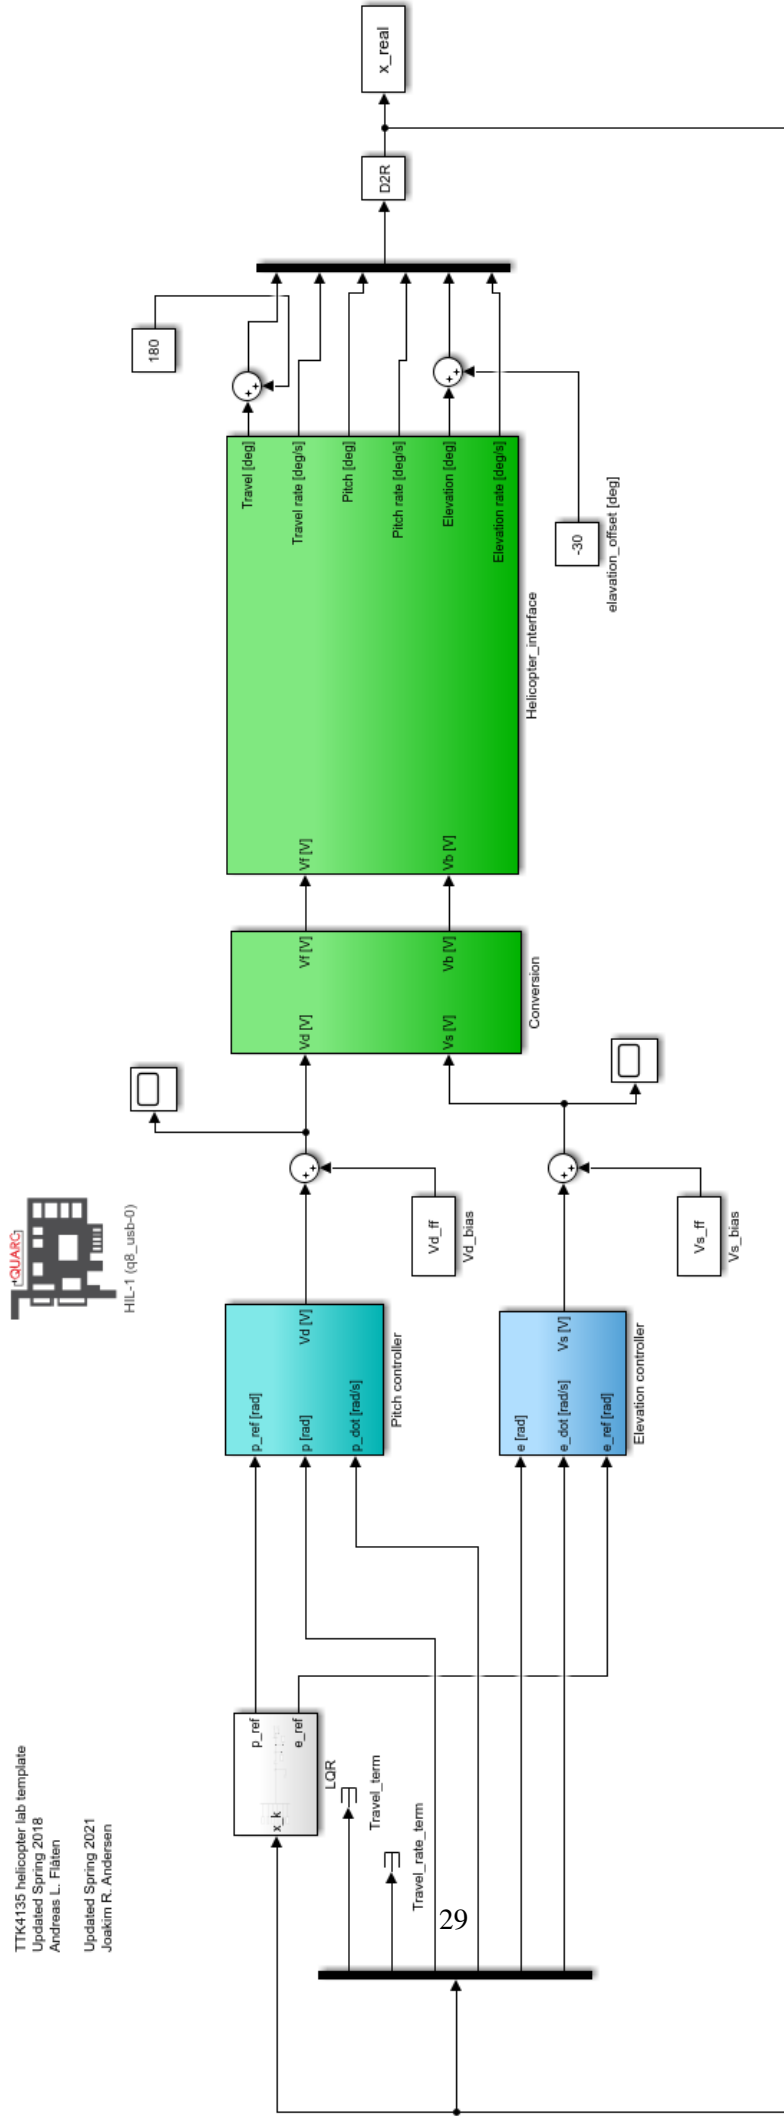 TTK4135 helicopter lab template
Updated Spring 2018
Andreas L. Flåten
Updated Spring 2021
Joakim R. Andersen
QUARC
HIL-1 (q8_usb-0)
x_k
p_ref
e_ref
LQR
Travel_term
Travel_rate_term
p_ref [rad]
p [rad]
p_dot [rad/s]
Vd [V]
Pitch controller
e [rad]
e_dot [rad/s]
e_ref [rad]
Vs [V]
Elevation controller
Vd_ff
Vd_bias
Vs_ff
Vs_bias
+
+
+
+
Vd [V]
Vs [V]
Vf [V]
Vb [V]
Conversion
Vf [V]
Vb [V]
Travel [deg]
Travel rate [deg/s]
Pitch [deg]
Pitch rate [deg/s]
Elevation [deg]
Elevation rate [deg/s]
Helicopter_interface
180
+
+
+
+
-30
elavation_offset [deg]
D2R
x_real
29